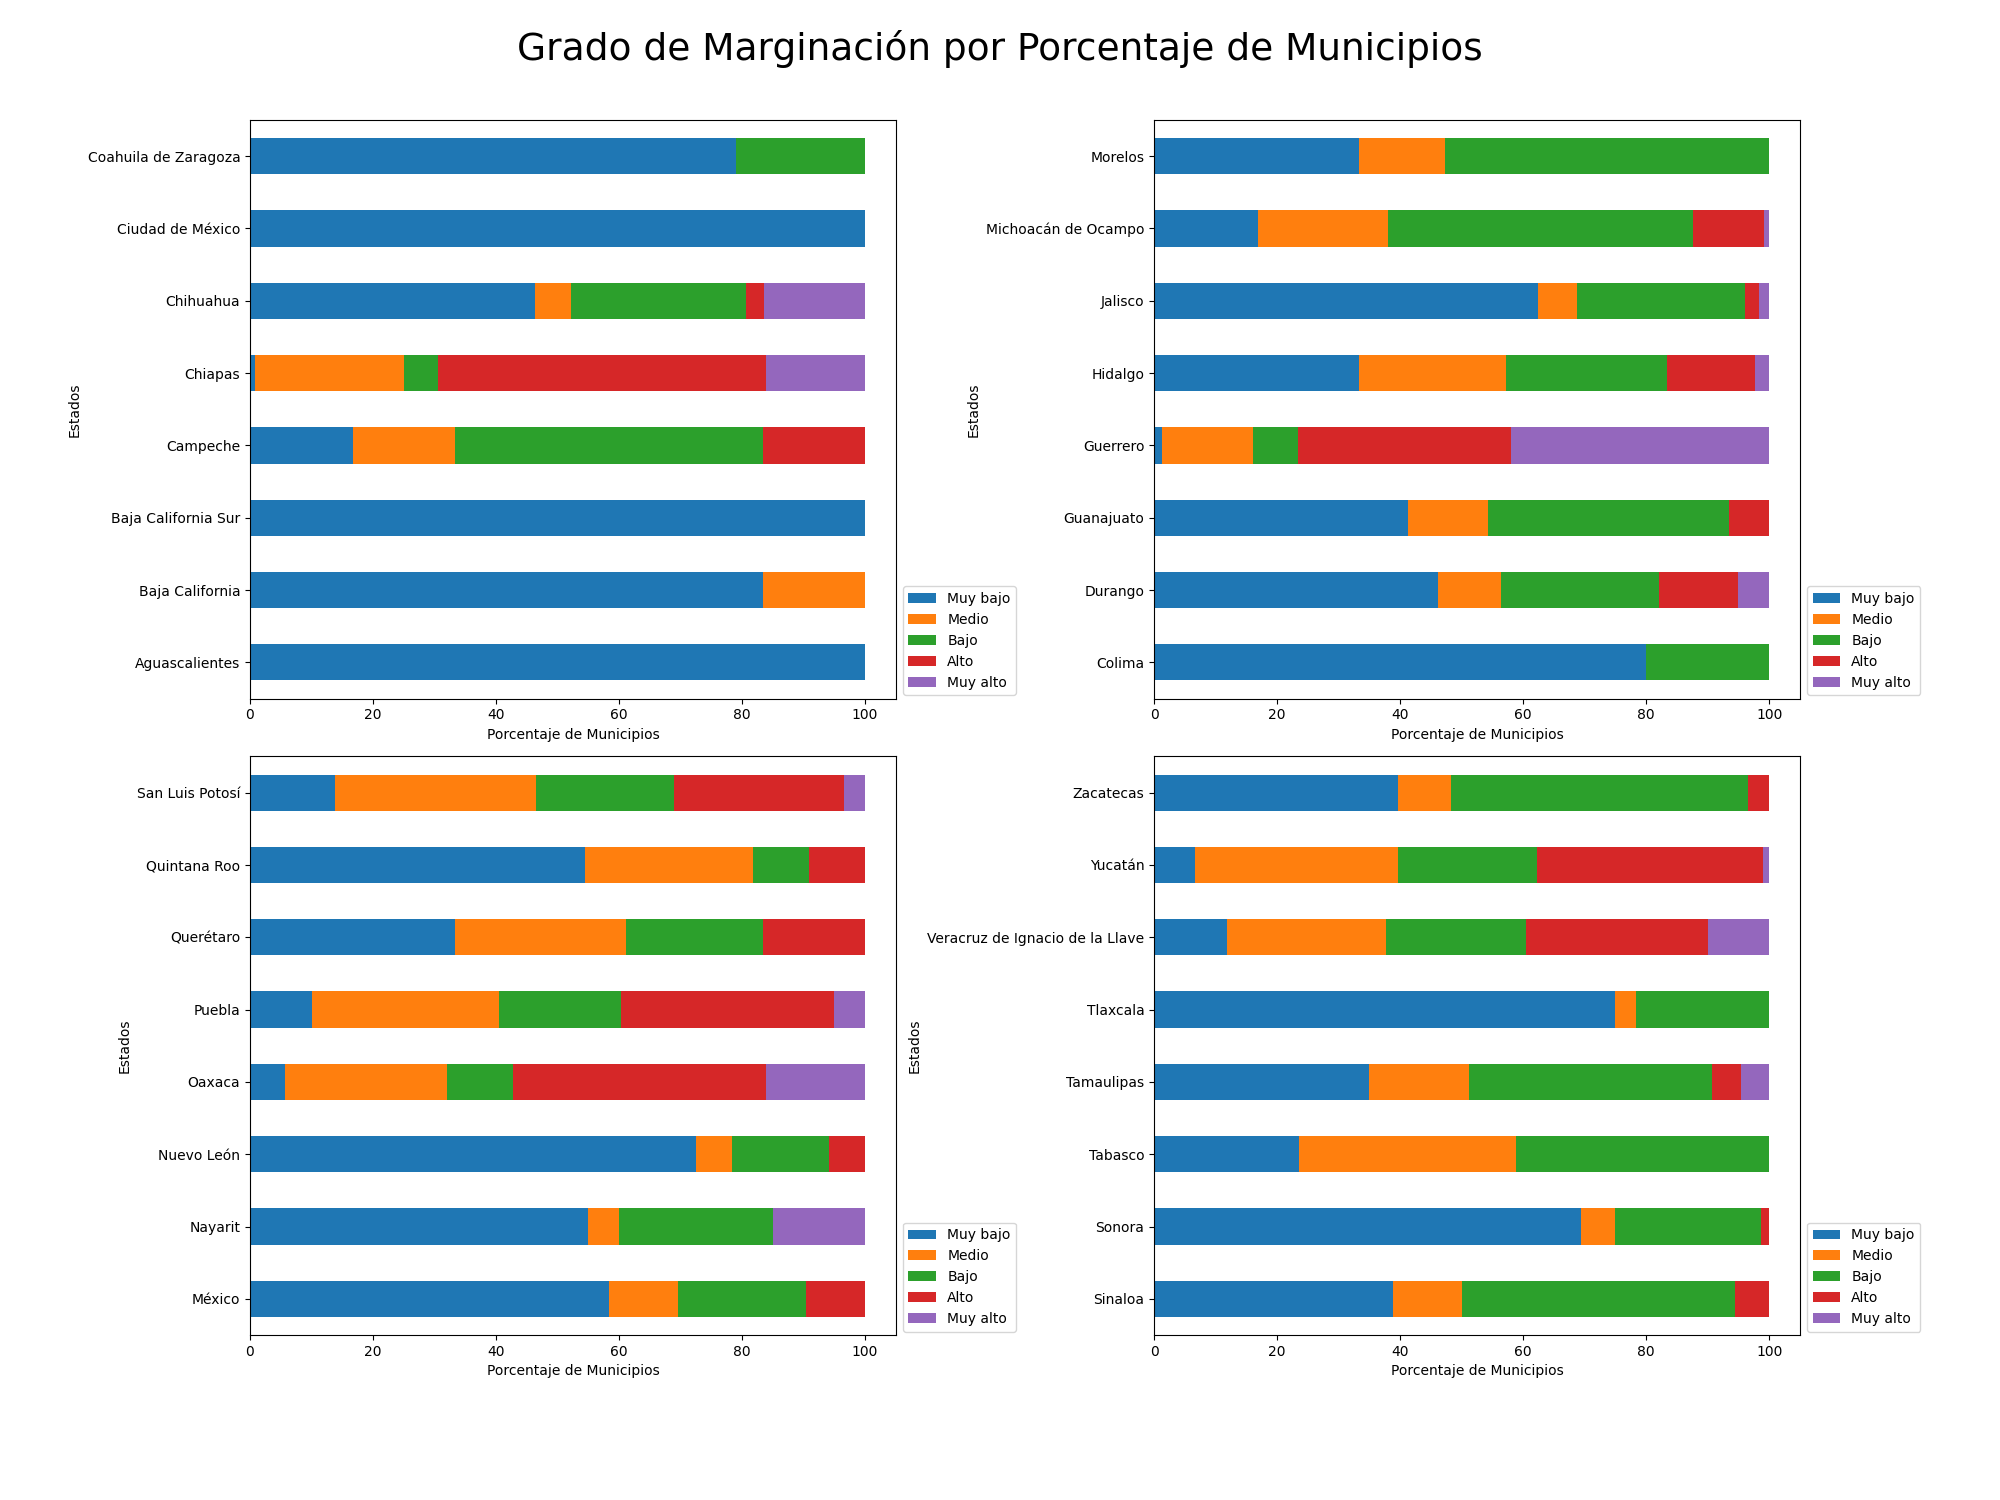 Grado de Marginación por Porcentaje de Municipios
Estados
Coahuila de Zaragoza
Ciudad de México
Chihuahua
Chiapas
Campeche
Baja California Sur
Baja California
Aguascalientes
0 20 40 60 80 100
Porcentaje de Municipios
Muy bajo
Medio
Bajo
Alto
Muy alto
Estados
Morelos
Michoacán de Ocampo
Jalisco
Hidalgo
Guerrero
Guanajuato
Durango
Colima
0 20 40 60 80 100
Porcentaje de Municipios
Muy bajo
Medio
Bajo
Alto
Muy alto
Estados
San Luis Potosí
Quintana Roo
Querétaro
Puebla
Oaxaca
Nuevo León
Nayarit
México
0 20 40 60 80 100
Porcentaje de Municipios
Muy bajo
Medio
Bajo
Alto
Muy alto
Estados
Zacatecas
Yucatán
Veracruz de Ignacio de la Llave
Tlaxcala
Tamaulipas
Tabasco
Sonora
Sinaloa
0 20 40 60 80 100
Porcentaje de Municipios
Muy bajo
Medio
Bajo
Alto
Muy alto